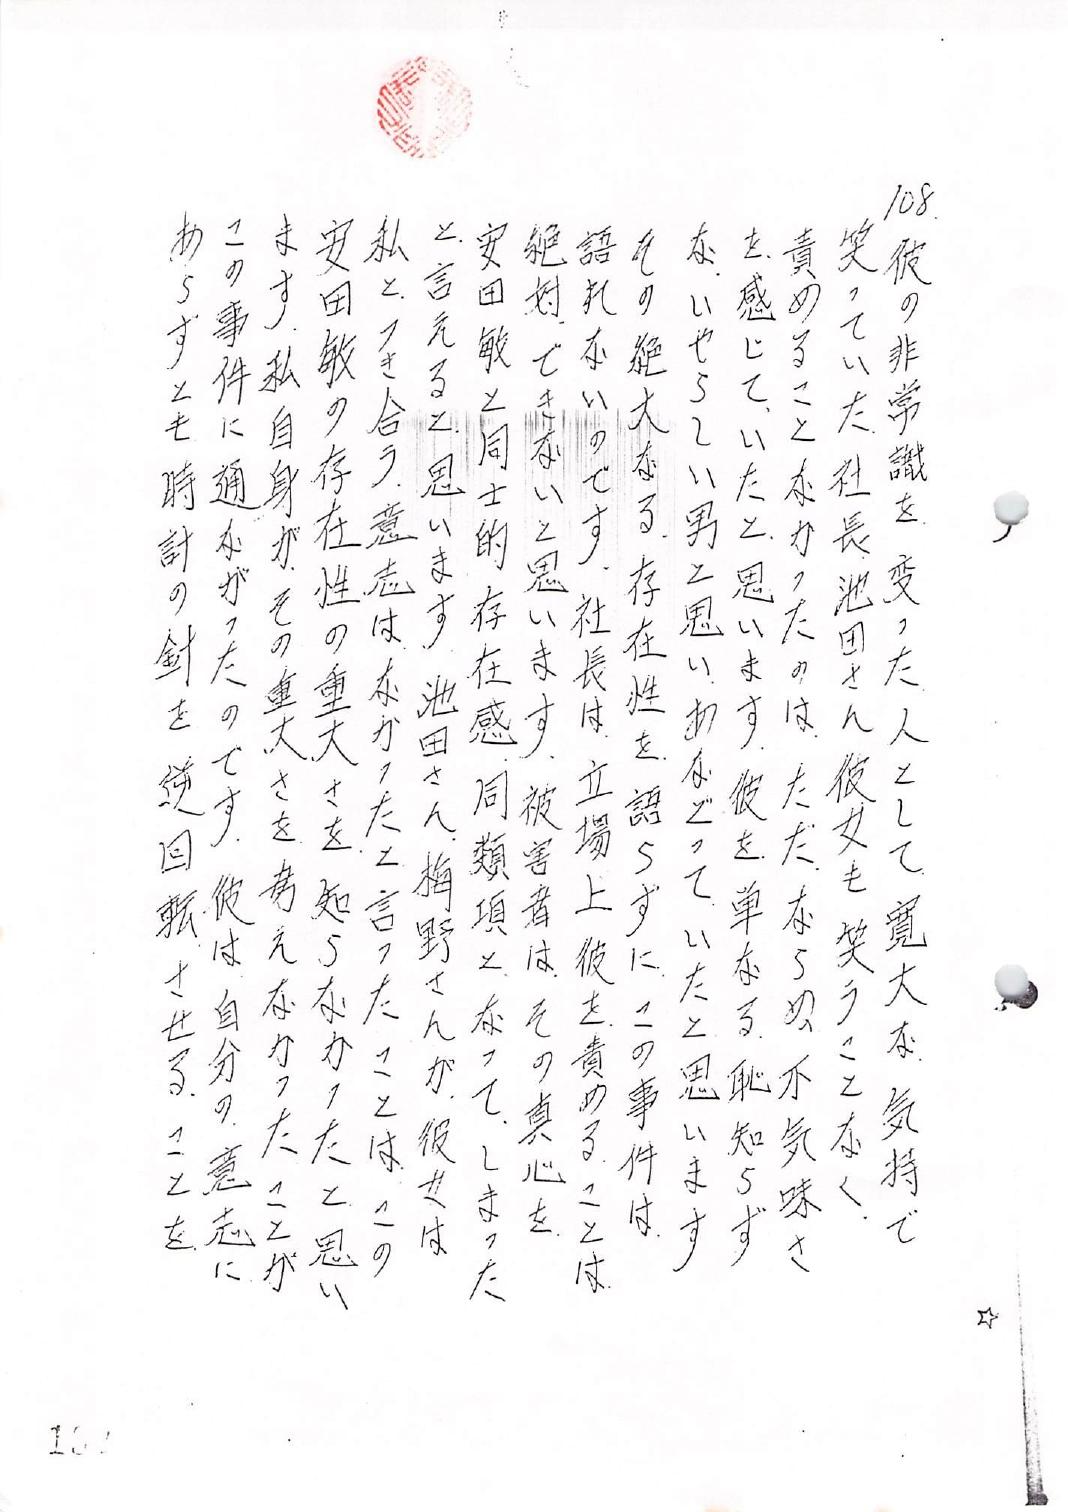 108.
彼の非常識を、変った、人として、寛大な、気持で
笑っていた、社長、池田さん、彼女も、笑うことなく、
責めることなかったのは、ただ、ならぬ、不気味さ
を、感じて、いたと、思います、彼を、単なる、恥知らず
な、いやらしい男と思い、あなどって、いたと思います
その絶大なる、存在性を、語らずに、この事件は、
語れないのです、社長は、立場上、彼を、責めることは、
絶対、できないと思います、被害者は、その真心を、
安田敏と同士的、存在感、同類項と、なって、しまった
と、言えると、思います、池田さん、梅野さんが、彼女は
私と、つき合う、意志は、なかったと、言った、ことは、この
安田敏の存在性の重大さを、知らなかったと、思い
ます、私自身が、その重大さを、考えなかったことが
この事件に、通ながったのです、彼は、自分の、意志に
あらずとも、時計の針を、逆回転、させる、ことを、